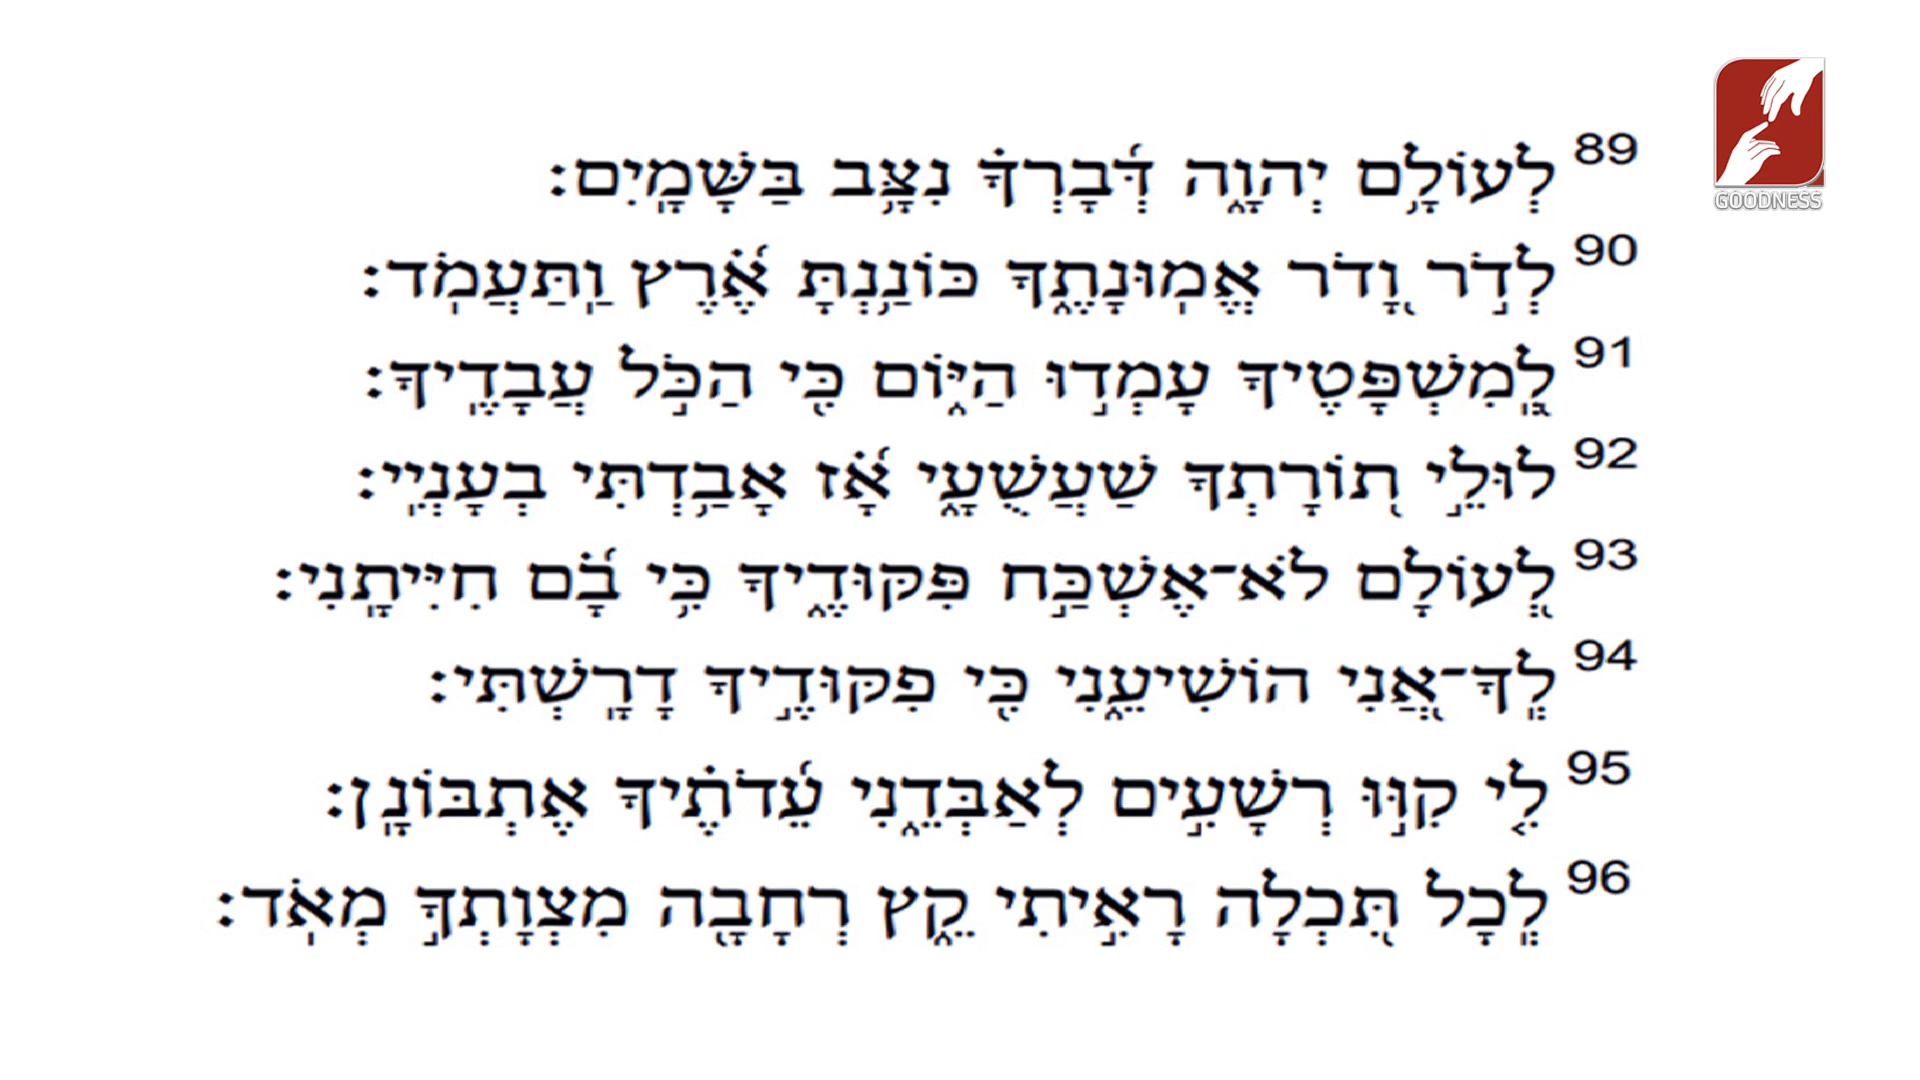 89 לְעוֹלָ֥ם יְהוָ֑ה דְּ֝בָרְךָ֗ נִצָּ֥ב בַּשָּׁמָֽיִם׃
90 לְדֹ֣ר וָ֭דֹר אֱמֽוּנָתֶ֑ךָ כּוֹנַ֥נְתָּ אֶ֝֗רֶץ וַֽתַּעֲמֹֽד׃
91 לְֽ֭מִשְׁפָּטֶיךָ עָמְד֣וּ הַיּ֑וֹם כִּ֖י הַכֹּ֣ל עֲבָדֶֽיךָ׃
92 לוּלֵ֣י ת֭וֹרָתְךָ שַׁעֲשֻׁעָ֑י אָ֝֗ז אָבַ֥דְתִּי בְעָנְיִֽי׃
93 לְ֭עוֹלָם לֹא־אֶשְׁכַּ֣ח פִּקּוּדֶ֑יךָ כִּ֥י בָ֝֗ם חִיִּיתָֽנִי׃
94 לְֽךָ־אֲ֭נִי הוֹשִׁיעֵ֑נִי כִּ֖י פִקּוּדֶ֣יךָ דָרָֽשְׁתִּי׃
95 לִ֤י קִוּ֣וּ רְשָׁעִ֣ים לְאַבְּדֵ֑נִי עֵ֝דֹתֶ֗יךָ אֶתְבּוֹנָֽן׃
96 לְֽכָל תִּ֭כְלָה רָאִ֣יתִי קֵ֑ץ רְחָבָ֖ה מִצְוָתְךָ֣ מְאֹֽד׃
GOODNESS